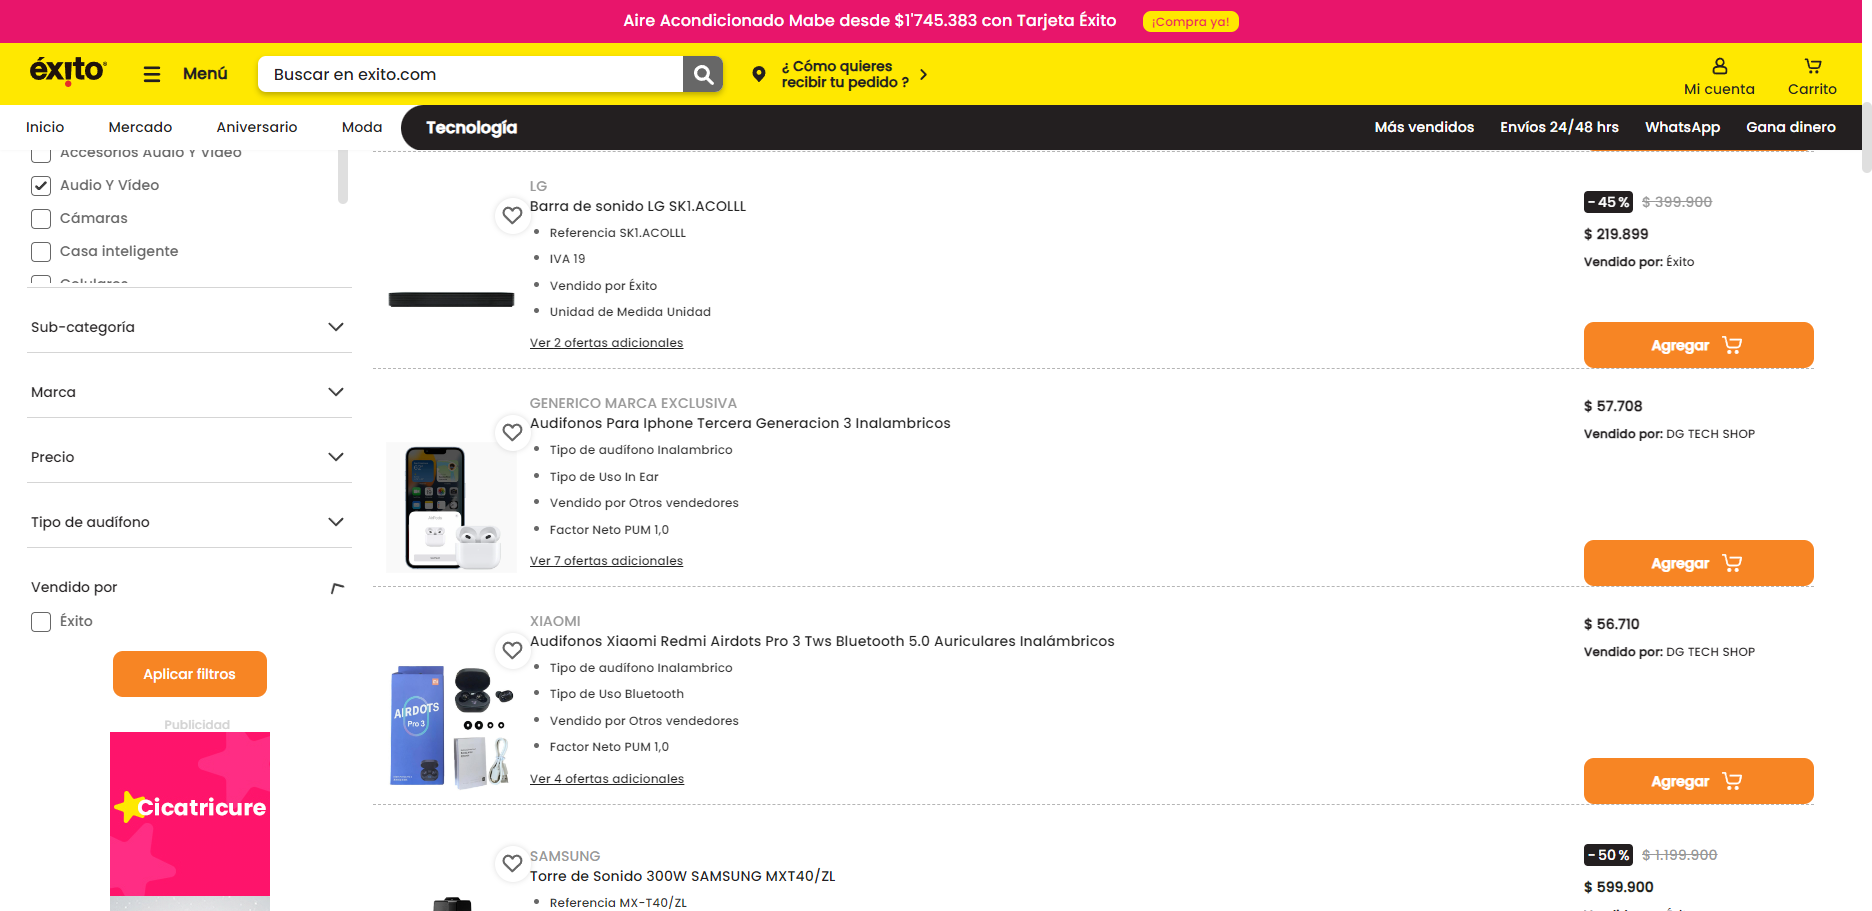 Aire Acondicionado Mabe desde $1'745.383 con Tarjeta Éxito
¡Compra ya!
éxito
Menú
Buscar en exito.com
¿ Cómo quieres
recibir tu pedido ?
Mi cuenta
Carrito
Inicio
Mercado
Aniversario
Moda
Tecnología
Más vendidos
Envíos 24/48 hrs
WhatsApp
Gana dinero
Accesorios Audio Y Vídeo
Audio Y Vídeo
Cámaras
Casa inteligente
Celulares
Sub-categoría
Marca
Precio
Tipo de audífono
Vendido por
Éxito
Aplicar filtros
Publicidad
Cicatricure
LG
Barra de sonido LG SK1.ACOLLL
Referencia SK1.ACOLLL
IVA 19
Vendido por Éxito
Unidad de Medida Unidad
Ver 2 ofertas adicionales
-45% $ 399.900
$ 219.899
Vendido por: Éxito
Agregar
GENERICO MARCA EXCLUSIVA
Audifonos Para Iphone Tercera Generacion 3 Inalambricos
Tipo de audífono Inalambrico
Tipo de Uso In Ear
Vendido por Otros vendedores
Factor Neto PUM 1,0
Ver 7 ofertas adicionales
$ 57.708
Vendido por: DG TECH SHOP
Agregar
XIAOMI
Audifonos Xiaomi Redmi Airdots Pro 3 Tws Bluetooth 5.0 Auriculares Inalámbricos
Tipo de audífono Inalambrico
Tipo de Uso Bluetooth
Vendido por Otros vendedores
Factor Neto PUM 1,0
Ver 4 ofertas adicionales
AIRDOTS
Pro 3
$ 56.710
Vendido por: DG TECH SHOP
Agregar
SAMSUNG
Torre de Sonido 300W SAMSUNG MXT40/ZL
Referencia MX-T40/ZL
-50% $ 1.199.900
$ 599.900